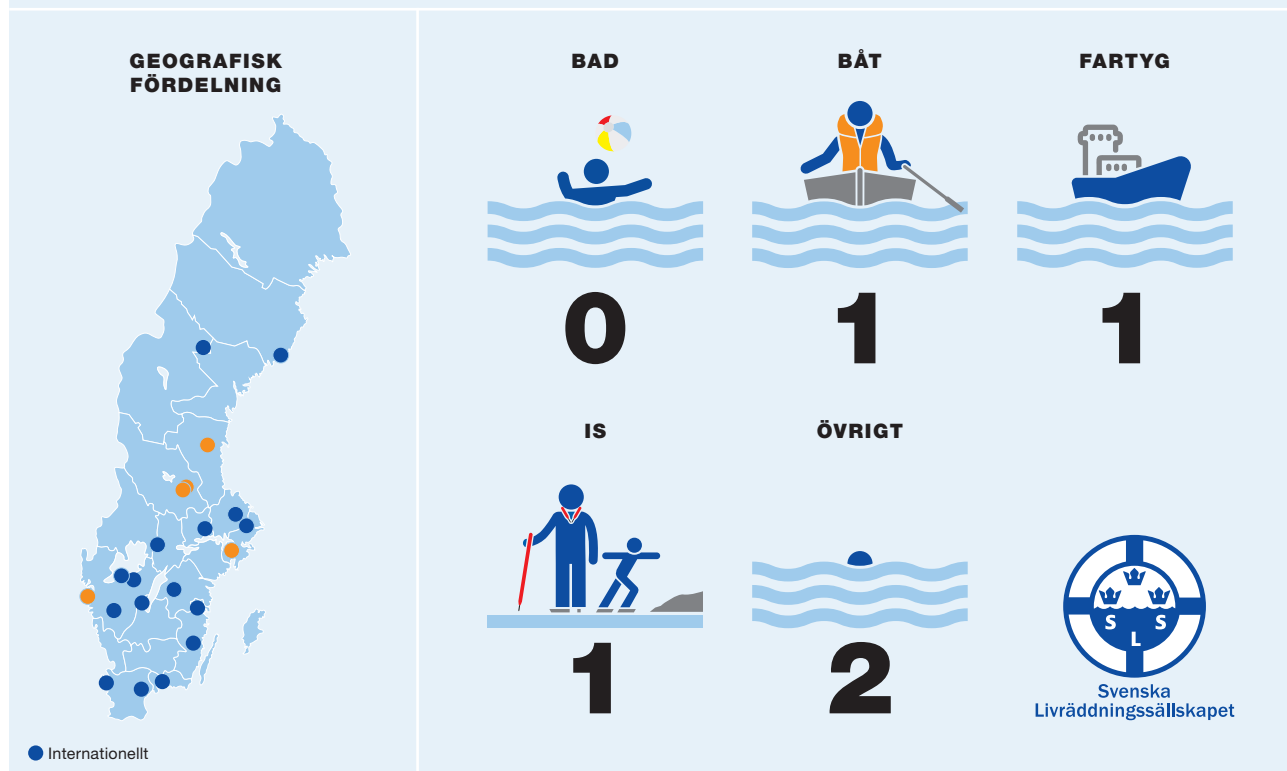 GEOGRAFISK
FÖRDELNING
Internationellt
BAD
0
BÅT
1
FARTYG
1
IS
1
ÖVRIGT
2
S L S
Svenska
Livräddningssällskapet